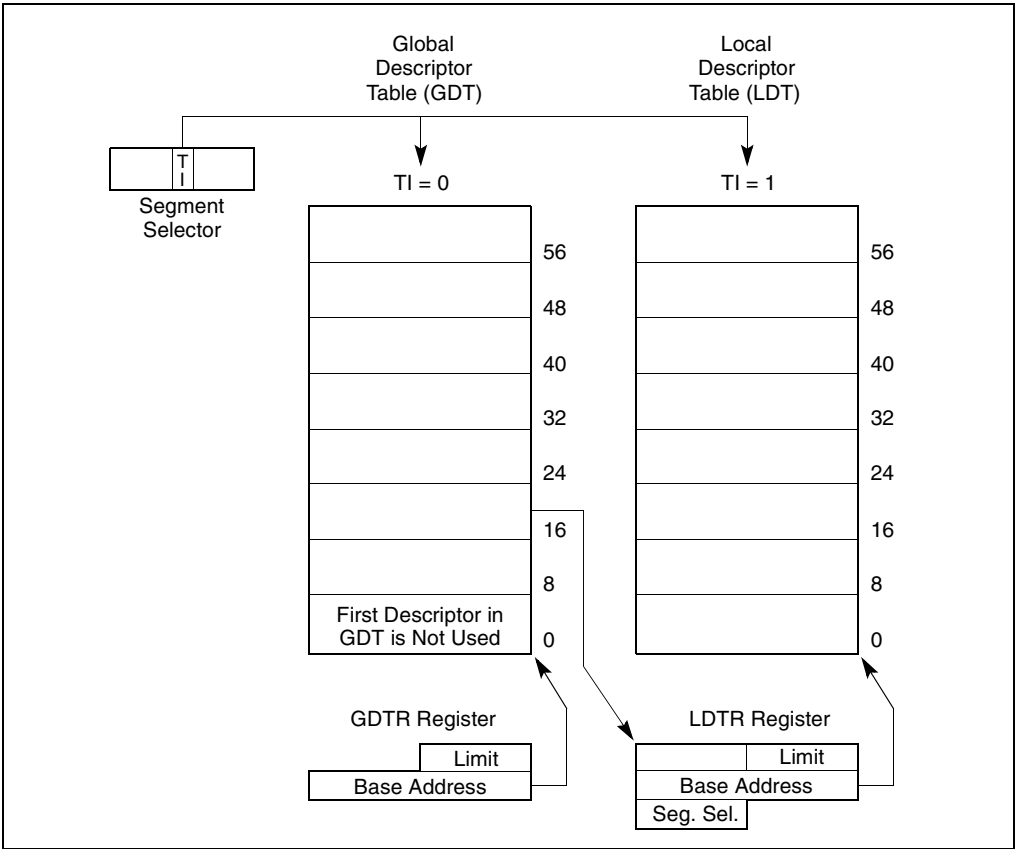 Global
Descriptor
Table (GDT)
Local
Descriptor
Table (LDT)
T
I
Segment
Selector
TI = 0
TI = 1
56
48
40
32
24
16
8
First Descriptor in
GDT is Not Used
0
56
48
40
32
24
16
8
0
GDTR Register
Limit
Base Address
LDTR Register
Limit
Base Address
Seg. Sel.